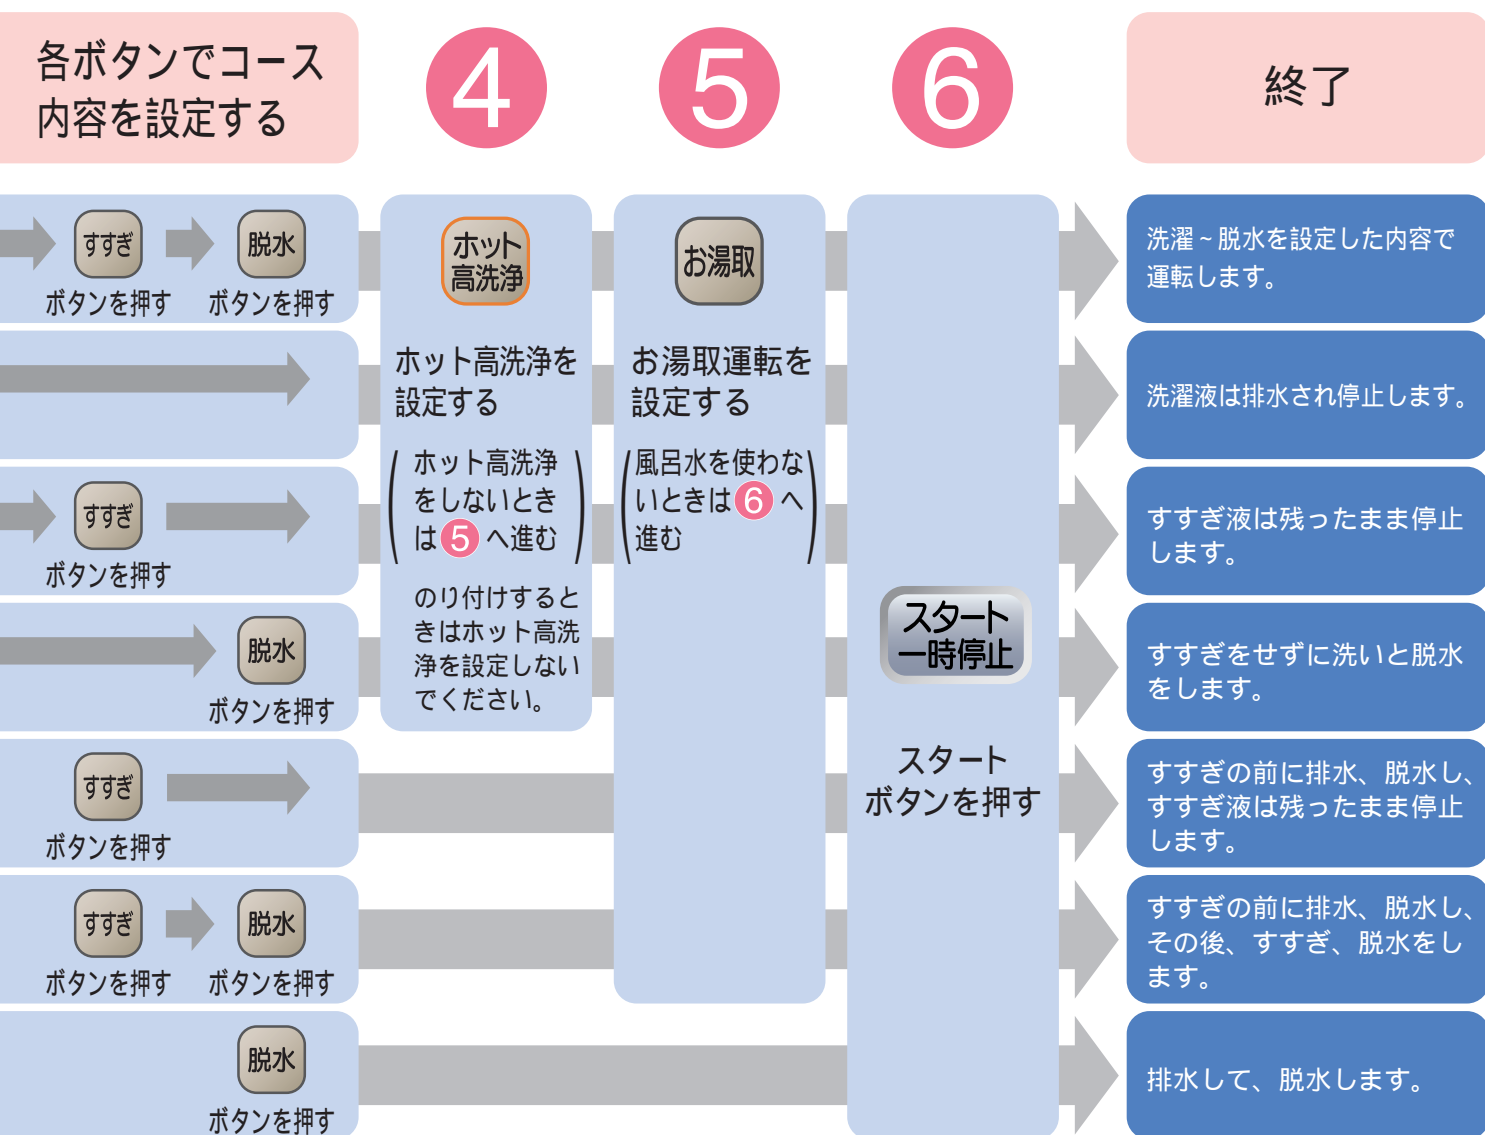 各ボタンでコース
内容を設定する
4
5
6
終了
すすぎ
ボタンを押す
脱水
ボタンを押す
ホット
高洗浄
ホット高洗浄を
設定する
(ホット高洗浄
をしないとき
は5へ進む)
のり付けすると
きはホット高洗
浄を設定しない
でください。
お湯取
お湯取運転を
設定する
(風呂水を使わな
いときは6へ
進む)
スタート
一時停止
スタート
ボタンを押す
洗濯~脱水を設定した内容で
運転します。
洗濯液は排水され停止します。
すすぎ
ボタンを押す
すすぎ液は残ったまま停止
します。
脱水
ボタンを押す
すすぎをせずに洗いと脱水
をします。
すすぎ
ボタンを押す
すすぎの前に排水、脱水し、
すすぎ液は残ったまま停止
します。
すすぎ
ボタンを押す
脱水
ボタンを押す
すすぎの前に排水、脱水し、
その後、すすぎ、脱水をし
ます。
脱水
ボタンを押す
排水して、脱水します。